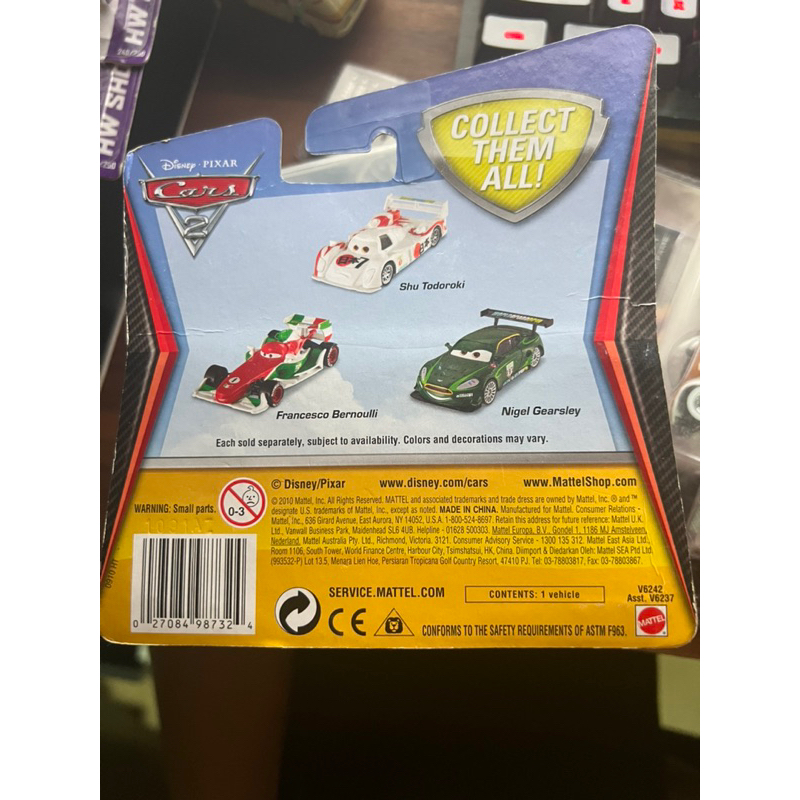 HW
240/250
HW SHO
/250
COLLECT
THEM
ALL!
Disney · PIXAR
Cars
2
Shu Todoroki
Francesco Bernoulli
Nigel Gearsley
Each sold separately, subject to availability. Colors and decorations may vary.
© Disney/Pixar www.disney.com/cars www.MattelShop.com
WARNING: Small parts.
0-3
© 2010 Mattel, Inc. All Rights Reserved. MATTEL and associated trademarks and trade dress are owned by Mattel, Inc. ® and ™
designate U.S. trademarks of Mattel, Inc., except as noted. MADE IN CHINA. Manufactured for Mattel. Consumer Relations -
Mattel, Inc., 636 Girard Avenue, East Aurora, NY 14052, U.S.A. 1-800-524-8697. Retain this address for future reference: Mattel U.K.
Ltd., Vanwall Business Park, Maidenhead SL6 4UB. Helpline - 01628 500303. Mattel Europa, B.V., Gondel 1, 1186 MJ Amstelveen,
Nederland. Mattel Australia Pty. Ltd., Richmond, Victoria. 3121. Consumer Advisory Service - 1300 135 312. Mattel East Asia Ltd.,
Room 1106, South Tower, World Finance Centre, Harbour City, Tsimshatsui, HK, China. Diimport & Diedarkan Oleh: Mattel SEA Ptd Ltd.
(993532-P) Lot 13.5, Menara Lien Hoe, Persiaran Tropicana Golf Country Resort, 47410 PJ. Tel: 03-78803817, Fax: 03-78803867.
0 27084 98732 4
SERVICE.MATTEL.COM
CONTENTS: 1 vehicle
V6242
Asst. V6237
CE
CONFORMS TO THE SAFETY REQUIREMENTS OF ASTM F963.
MATTEL